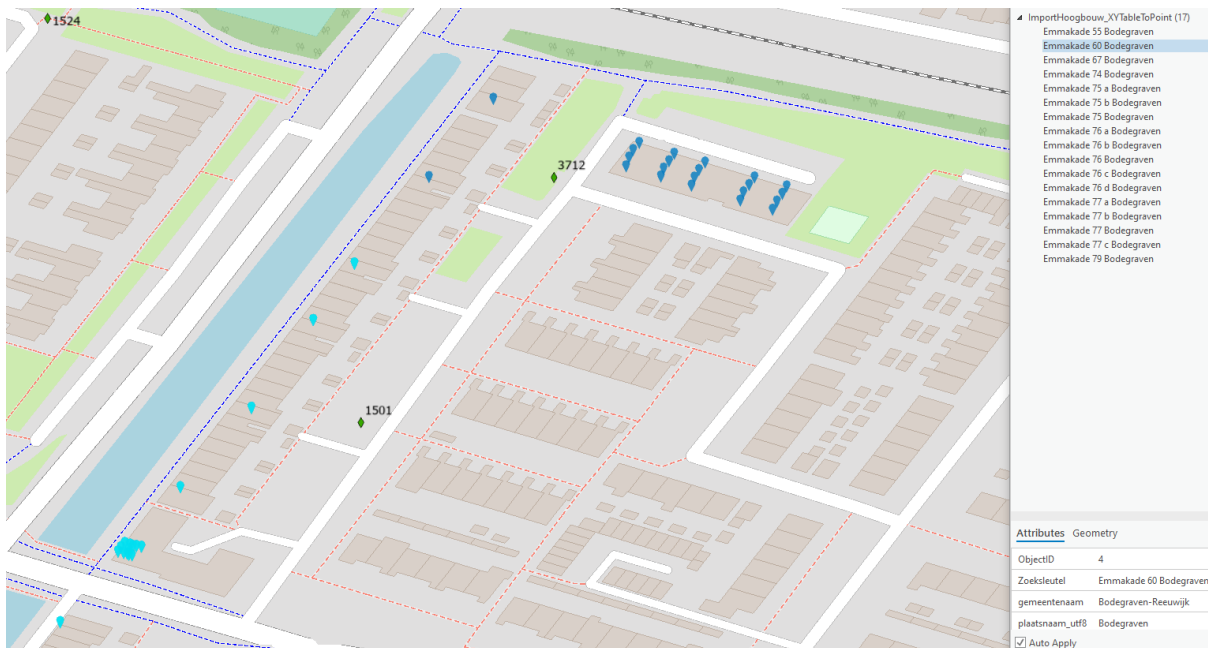 1524
3712
1501
ImportHoogbouw_XYTableToPoint (17)
Emmakade 55 Bodegraven
Emmakade 60 Bodegraven
Emmakade 67 Bodegraven
Emmakade 74 Bodegraven
Emmakade 75 a Bodegraven
Emmakade 75 b Bodegraven
Emmakade 75 Bodegraven
Emmakade 76 a Bodegraven
Emmakade 76 b Bodegraven
Emmakade 76 Bodegraven
Emmakade 76 c Bodegraven
Emmakade 76 d Bodegraven
Emmakade 77 a Bodegraven
Emmakade 77 b Bodegraven
Emmakade 77 Bodegraven
Emmakade 77 c Bodegraven
Emmakade 79 Bodegraven
Attributes Geometry
ObjectID 4
Zoeksleutel Emmakade 60 Bodegraven
gemeentenaam Bodegraven-Reeuwijk
plaatsnaam_utf8 Bodegraven
Auto Apply